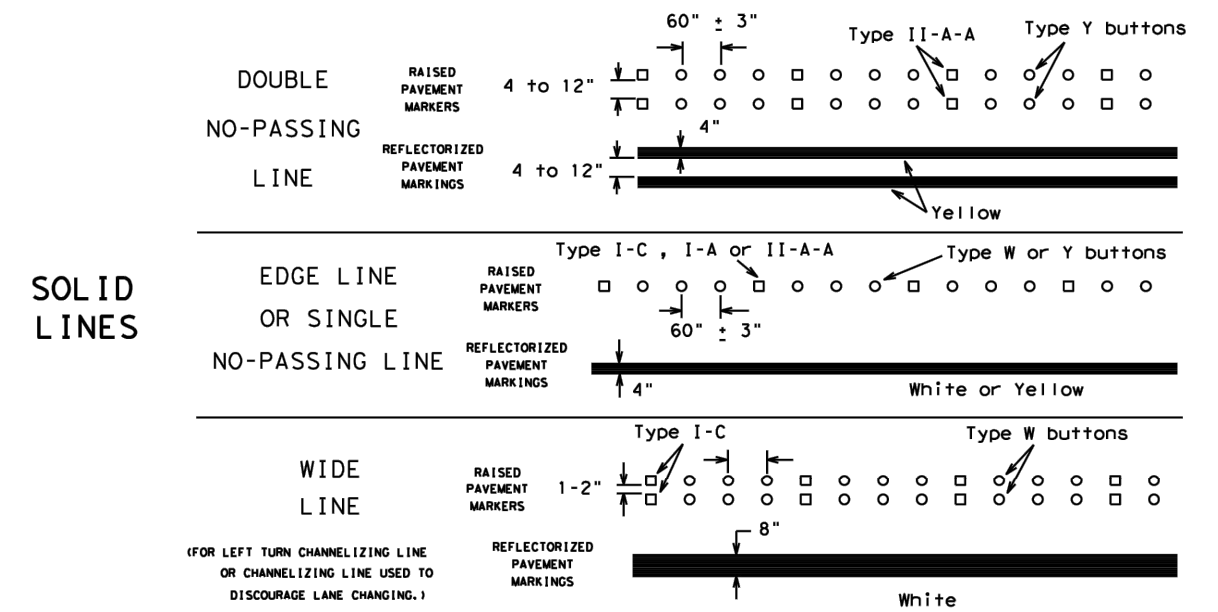 SOLID
LINES
DOUBLE
NO-PASSING
LINE
RAISED
PAVEMENT
MARKERS
4 to 12"
60" ± 3"
Type II-A-A
Type Y buttons
REFLECTORIZED
PAVEMENT
MARKINGS
4 to 12"
4"
Yellow
EDGE LINE
OR SINGLE
NO-PASSING LINE
RAISED
PAVEMENT
MARKERS
Type I-C , I-A or II-A-A
Type W or Y buttons
60" ± 3"
REFLECTORIZED
PAVEMENT
MARKINGS
4"
White or Yellow
WIDE
LINE
(FOR LEFT TURN CHANNELIZING LINE
OR CHANNELIZING LINE USED TO
DISCOURAGE LANE CHANGING.)
RAISED
PAVEMENT
MARKERS
1-2"
Type I-C
Type W buttons
REFLECTORIZED
PAVEMENT
MARKINGS
8"
White